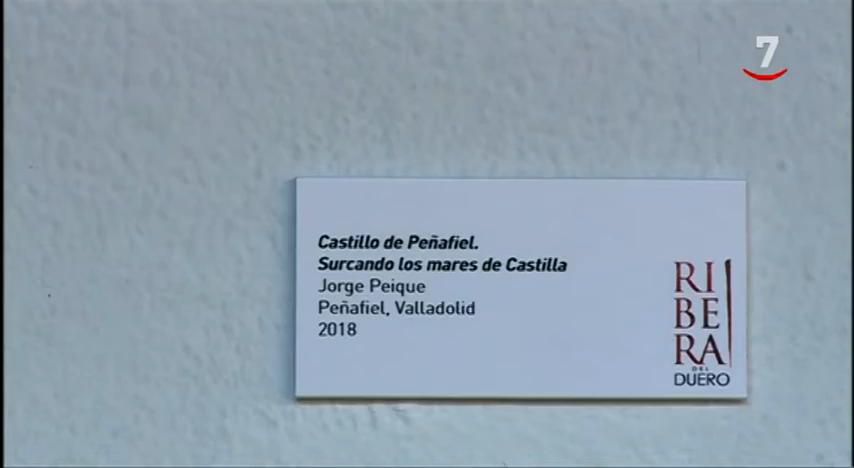 7
Castillo de Peñafiel.
Surcando los mares de Castilla
Jorge Peique
Peñafiel, Valladolid
2018
RI
BE
RA
DEL
DUERO